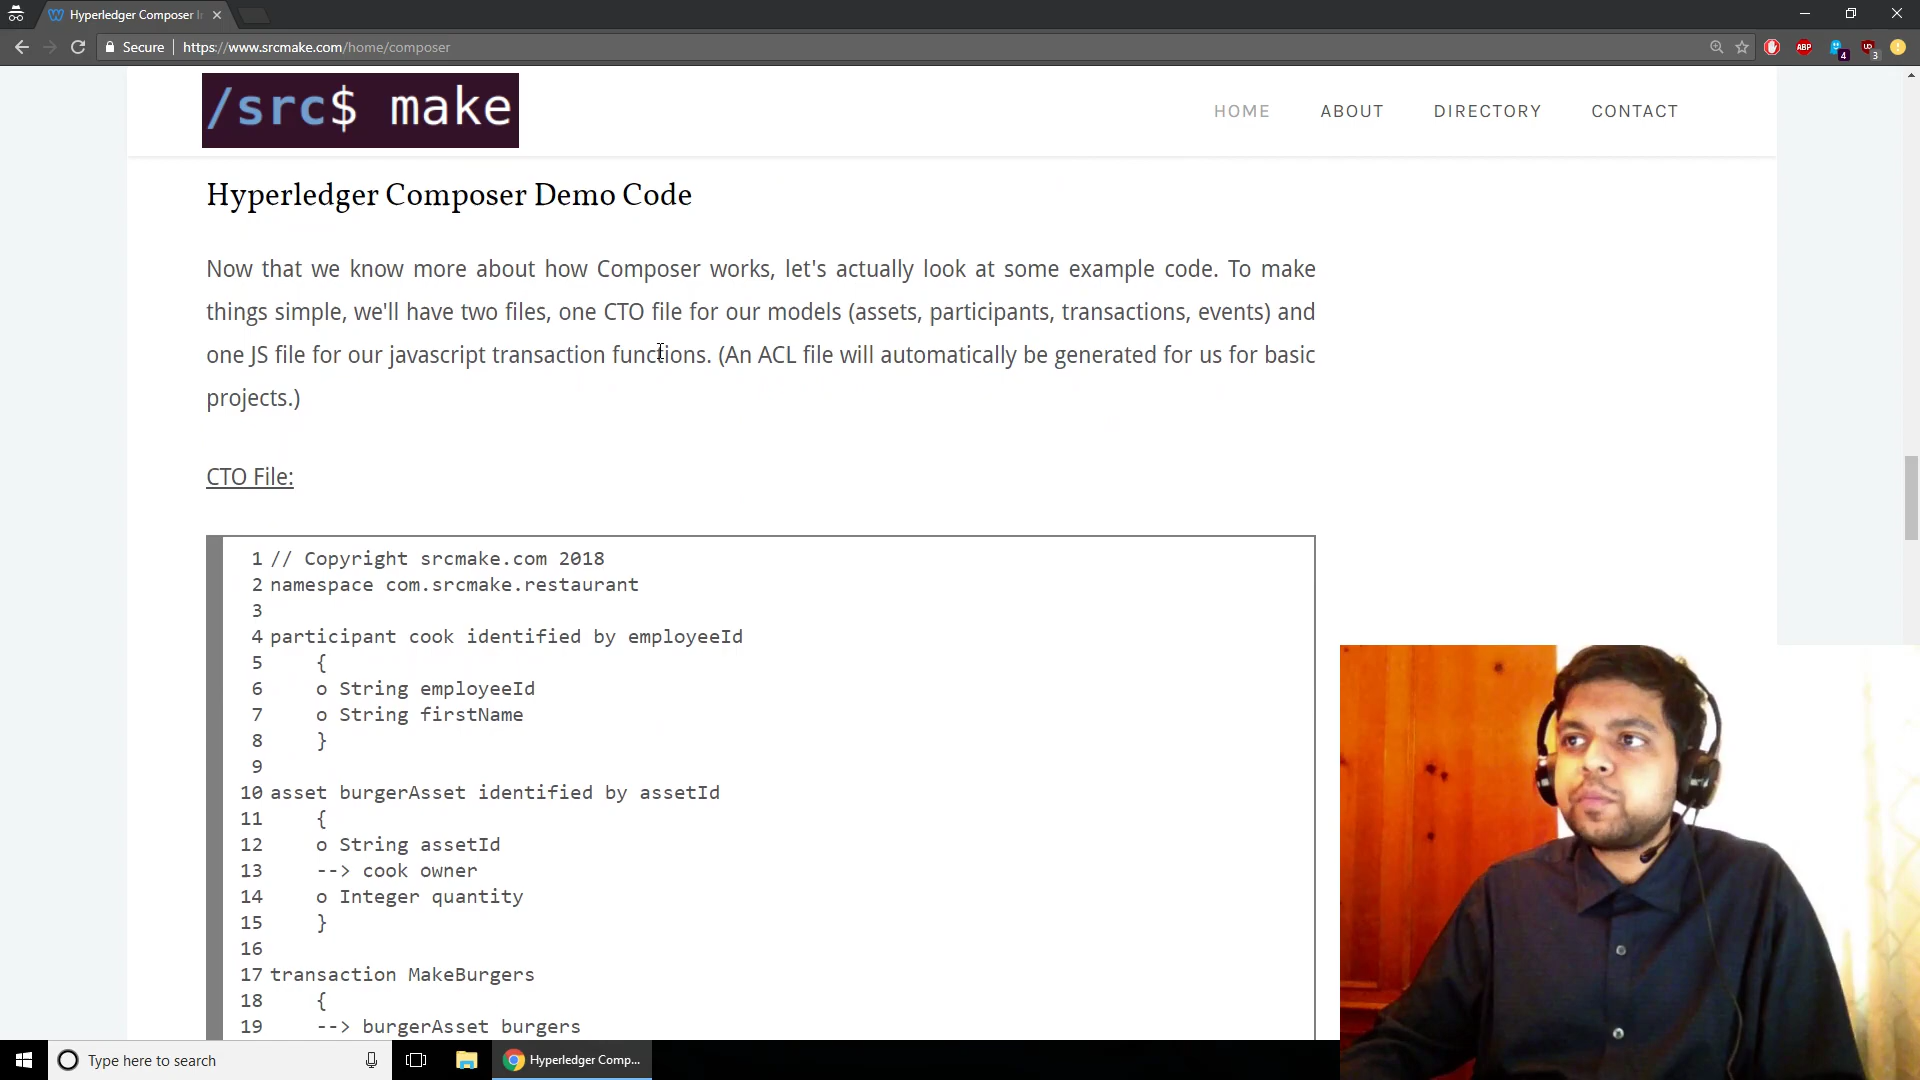 Hyperledger Composer I
Secure
https://www.srcmake.com/home/composer
ABP
4
3
/src$ make
HOME
ABOUT
DIRECTORY
CONTACT
Hyperledger Composer Demo Code
Now that we know more about how Composer works, let's actually look at some example code. To make
things simple, we'll have two files, one CTO file for our models (assets, participants, transactions, events) and
one JS file for our javascript transaction functions. (An ACL file will automatically be generated for us for basic
projects.)
CTO File:
1 // Copyright srcmake.com 2018
2 namespace com.srcmake.restaurant
3
4 participant cook identified by employeeId
5 {
6 o String employeeId
7 o String firstName
8 }
9
10 asset burgerAsset identified by assetId
11 {
12 o String assetId
13 --> cook owner
14 o Integer quantity
15 }
16
17 transaction MakeBurgers
18 {
19 --> burgerAsset burgers
Type here to search
Hyperledger Comp...